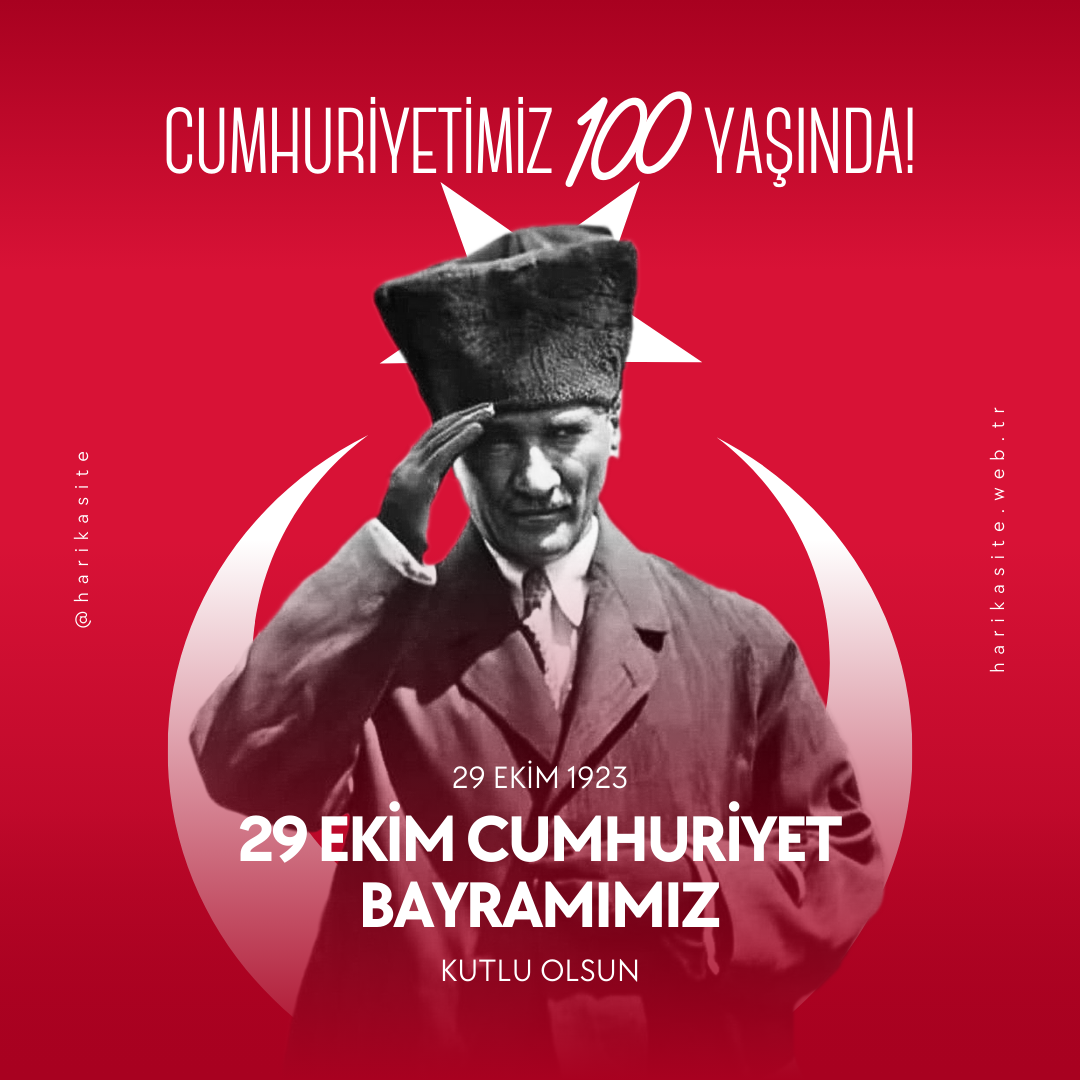 CUMHURİYETİMİZ 100 YAŞINDA!
@harikasite
harikasite.web.tr
29 EKİM 1923
29 EKİM CUMHURİYET
BAYRAMIMIZ
KUTLU OLSUN